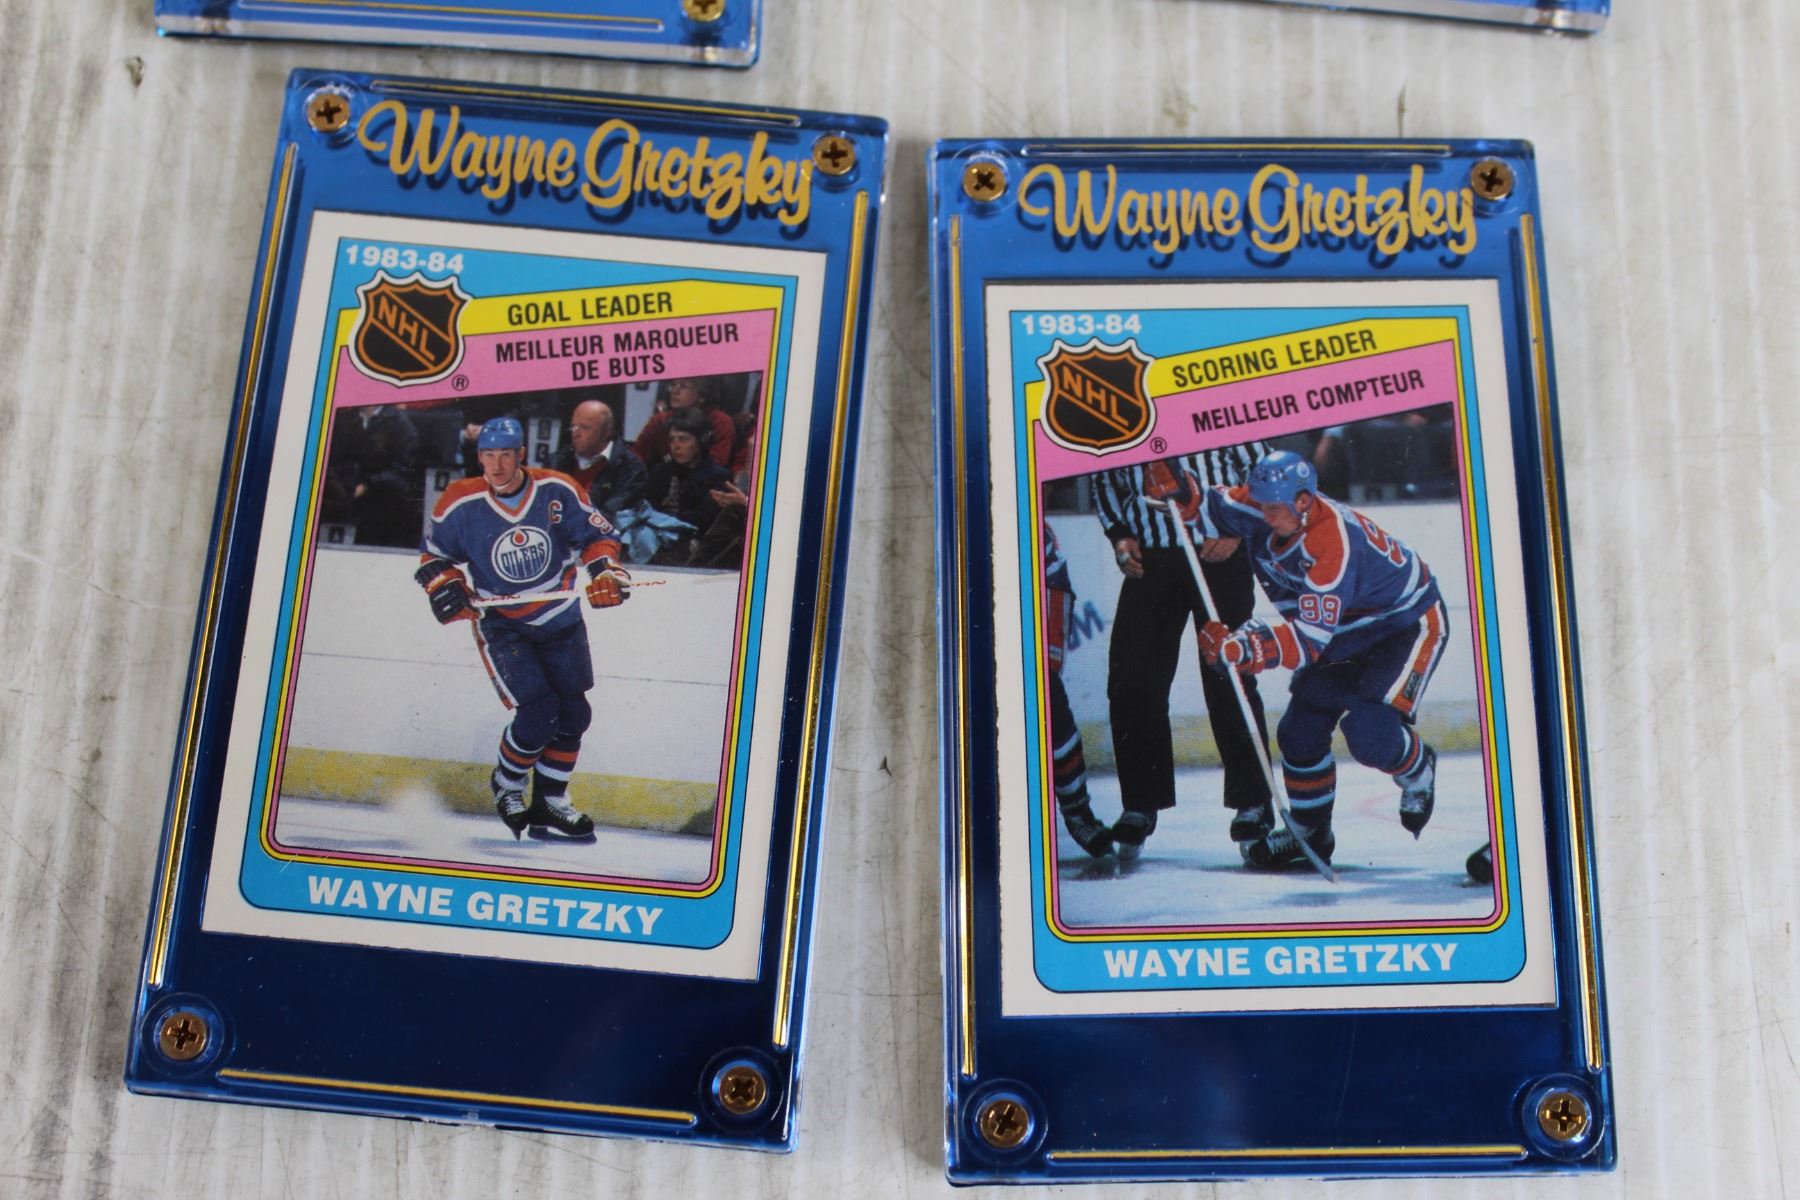 Wayne Gretzky
1983-84
NHL
®
GOAL LEADER
MEILLEUR MARQUEUR
DE BUTS
C
OILERS
WAYNE GRETZKY
Wayne Gretzky
1983-84
NHL
®
SCORING LEADER
MEILLEUR COMPTEUR
99
WAYNE GRETZKY